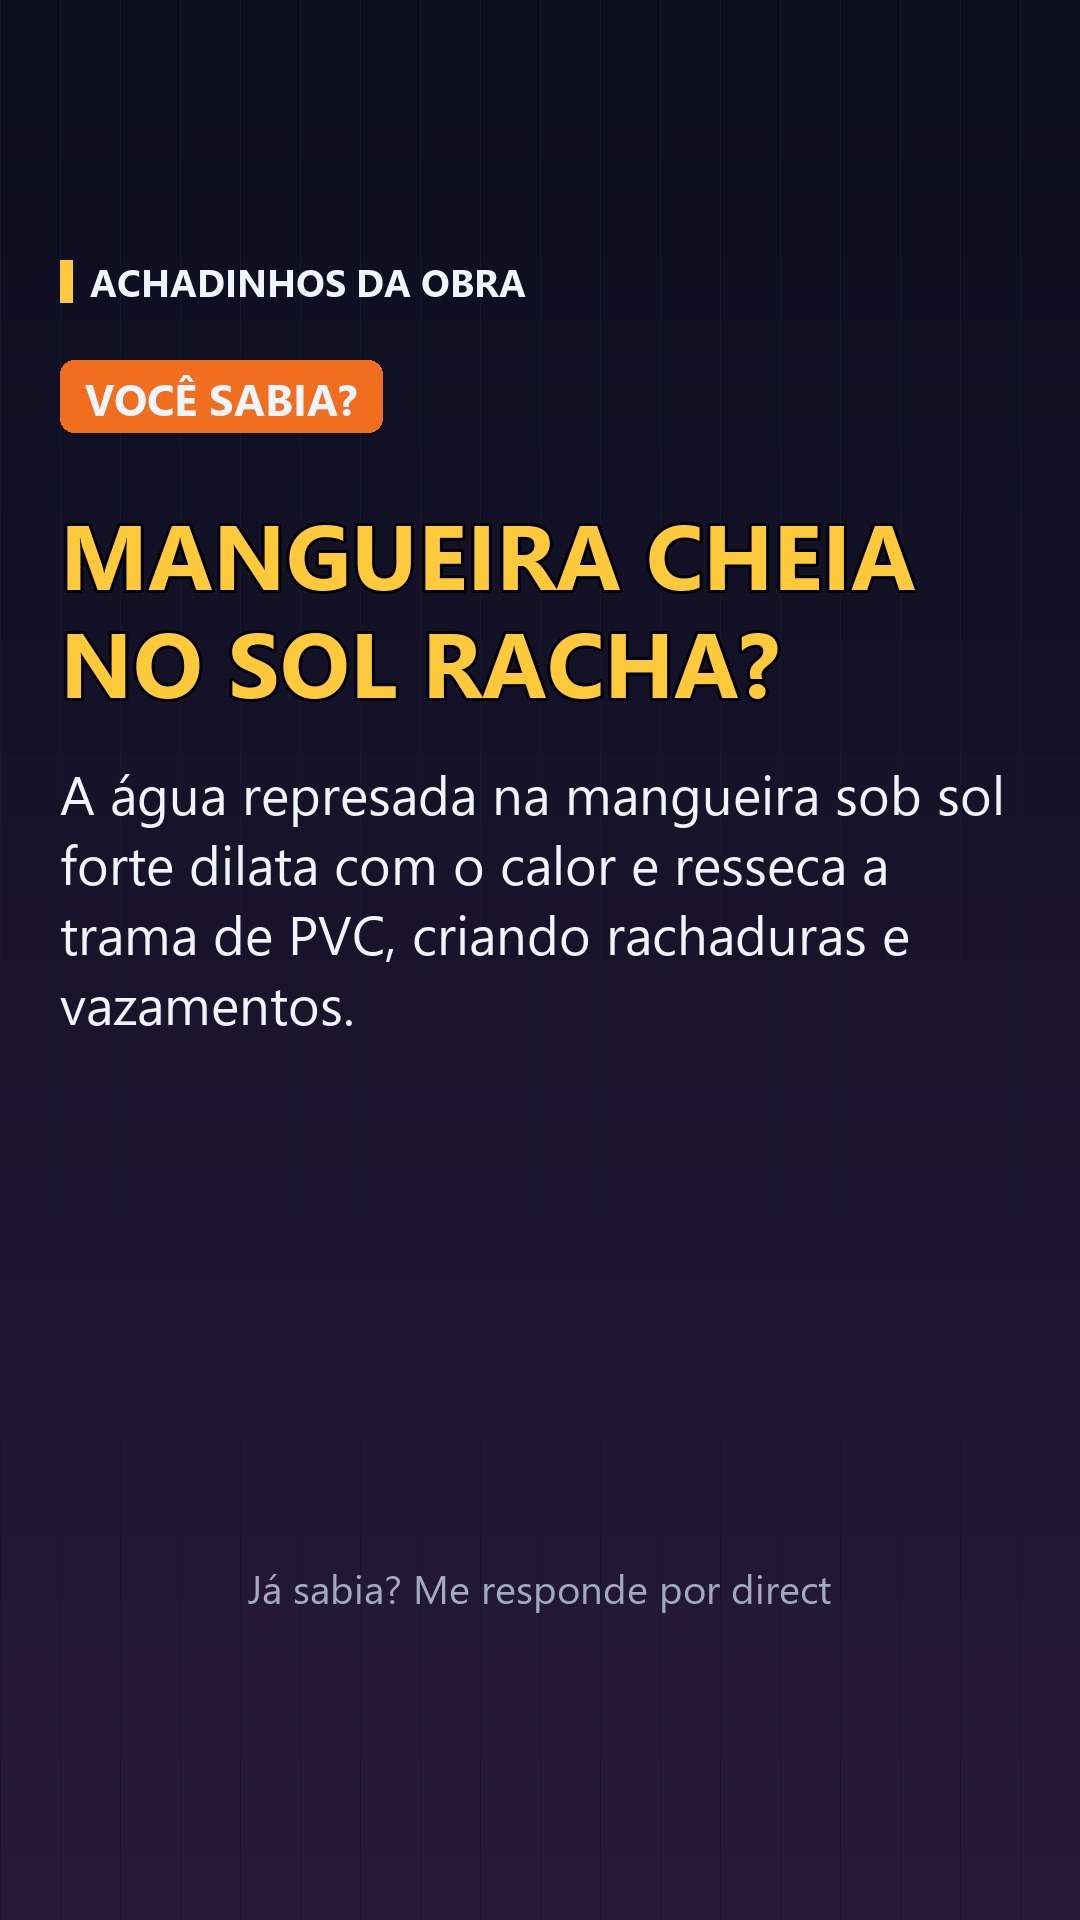 ACHADINHOS DA OBRA
VOCÊ SABIA?
MANGUEIRA CHEIA
NO SOL RACHA?
A água represada na mangueira sob sol
forte dilata com o calor e resseca a
trama de PVC, criando rachaduras e
vazamentos.
Já sabia? Me responde por direct